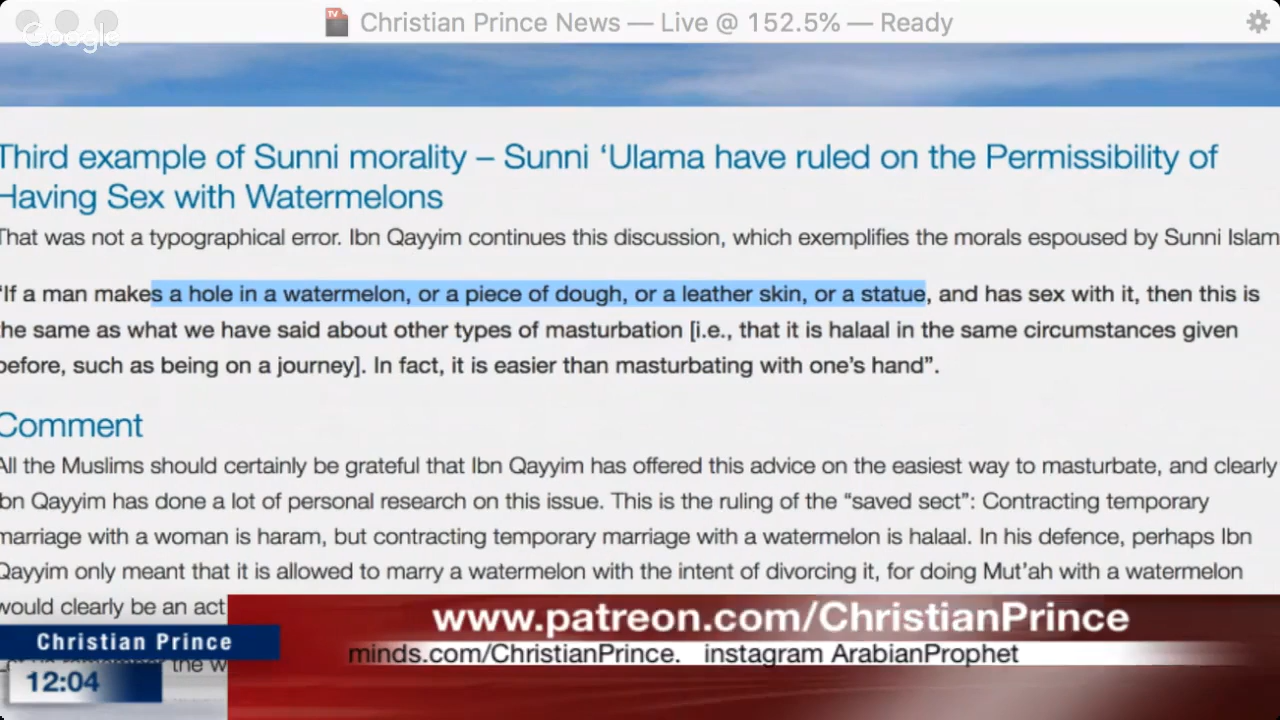 TV Christian Prince News — Live @ 152.5% — Ready
Google
Third example of Sunni morality – Sunni ‘Ulama have ruled on the Permissibility of
Having Sex with Watermelons
That was not a typographical error. Ibn Qayyim continues this discussion, which exemplifies the morals espoused by Sunni Islam
“If a man makes a hole in a watermelon, or a piece of dough, or a leather skin, or a statue, and has sex with it, then this is
the same as what we have said about other types of masturbation [i.e., that it is halaal in the same circumstances given
before, such as being on a journey]. In fact, it is easier than masturbating with one’s hand”.
Comment
All the Muslims should certainly be grateful that Ibn Qayyim has offered this advice on the easiest way to masturbate, and clearly
Ibn Qayyim has done a lot of personal research on this issue. This is the ruling of the “saved sect”: Contracting temporary
marriage with a woman is haram, but contracting temporary marriage with a watermelon is halaal. In his defence, perhaps Ibn
Qayyim only meant that it is allowed to marry a watermelon with the intent of divorcing it, for doing Mut’ah with a watermelon
would clearly be an act
www.patreon.com/ChristianPrince
Christian Prince
minds.com/ChristianPrince. instagram ArabianProphet
the w
12:04